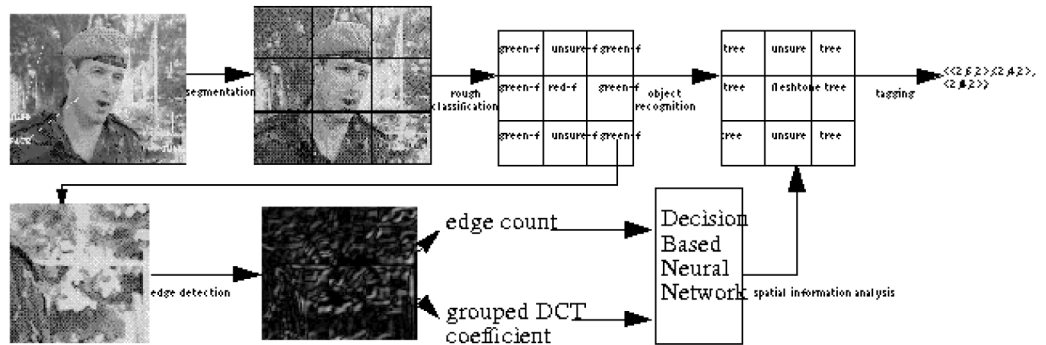 segmentation
rough
classification
green-f unsure-f green-f
green-f red-f green-f
green-f unsure-f green-f
object
recognition
tree unsure tree
tree fleshtone tree
tree unsure tree
tagging
edge detection
edge count
grouped DCT
coefficient
Decision
Based
Neural
Network
spatial information analysis